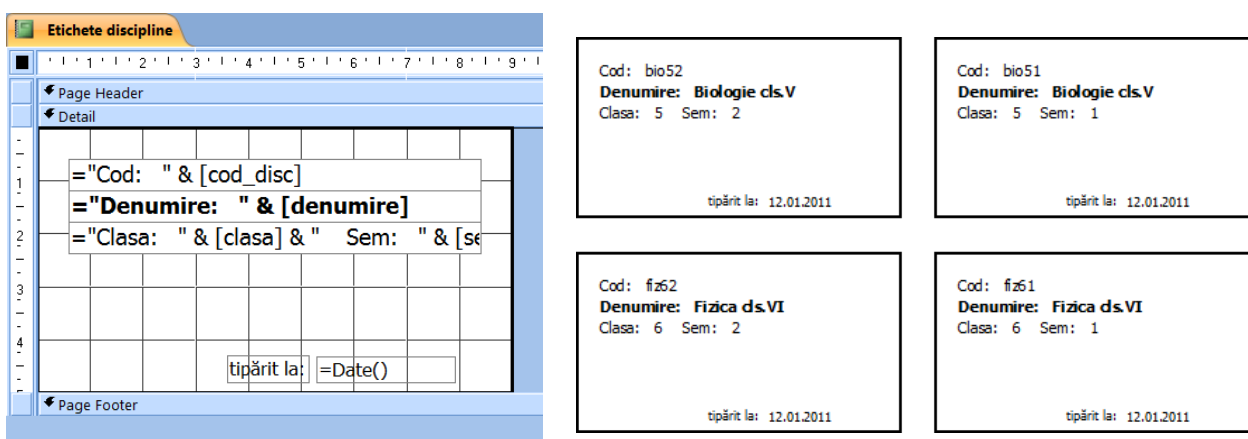 Etichete discipline
1 2 3 4 5 6 7 8 9
Page Header
Detail
1
="Cod:   " & [cod_disc]
="Denumire:   " & [denumire]
2
="Clasa:   " & [clasa] & "   Sem:   " & [se
3
4
tipărit la: =Date()
Page Footer
Cod: bio52
Denumire: Biologie cls.V
Clasa: 5 Sem: 2
tipărit la: 12.01.2011
Cod: bio51
Denumire: Biologie cls.V
Clasa: 5 Sem: 1
tipărit la: 12.01.2011
Cod: fiz62
Denumire: Fizica cls.VI
Clasa: 6 Sem: 2
tipărit la: 12.01.2011
Cod: fiz61
Denumire: Fizica cls.VI
Clasa: 6 Sem: 1
tipărit la: 12.01.2011